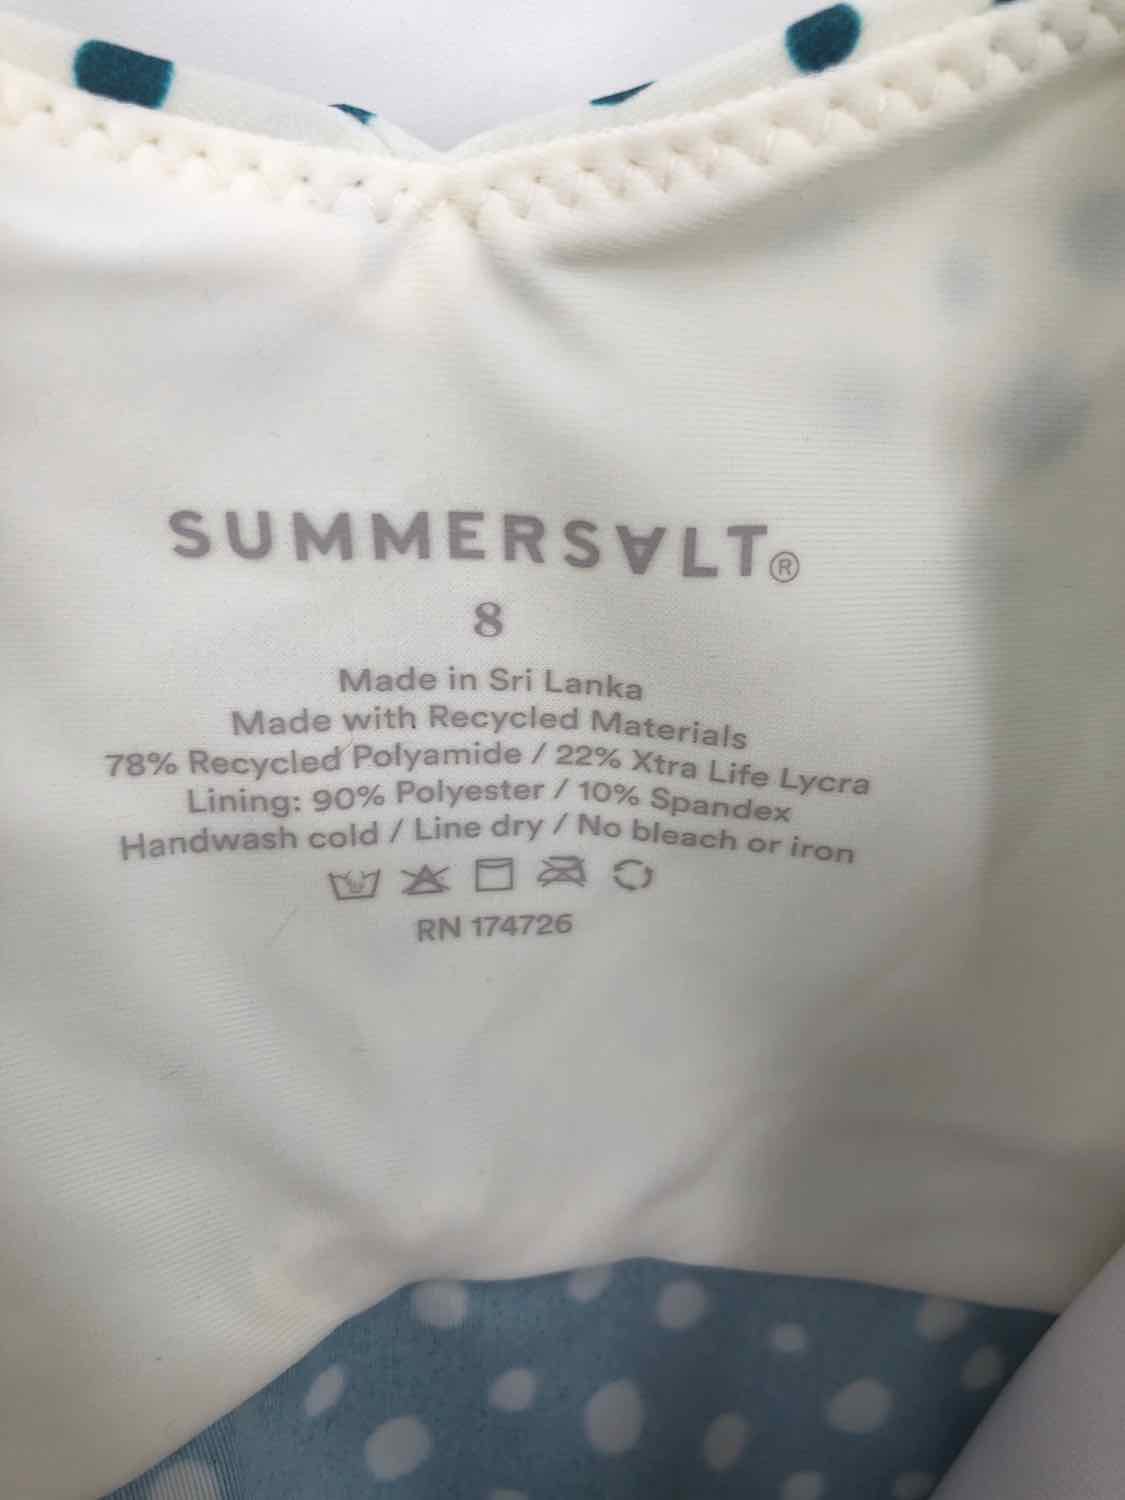 SUMMERSALT®
8
Made in Sri Lanka
Made with Recycled Materials
78% Recycled Polyamide / 22% Xtra Life Lycra
Lining: 90% Polyester / 10% Spandex
Handwash cold / Line dry / No bleach or iron
RN 174726